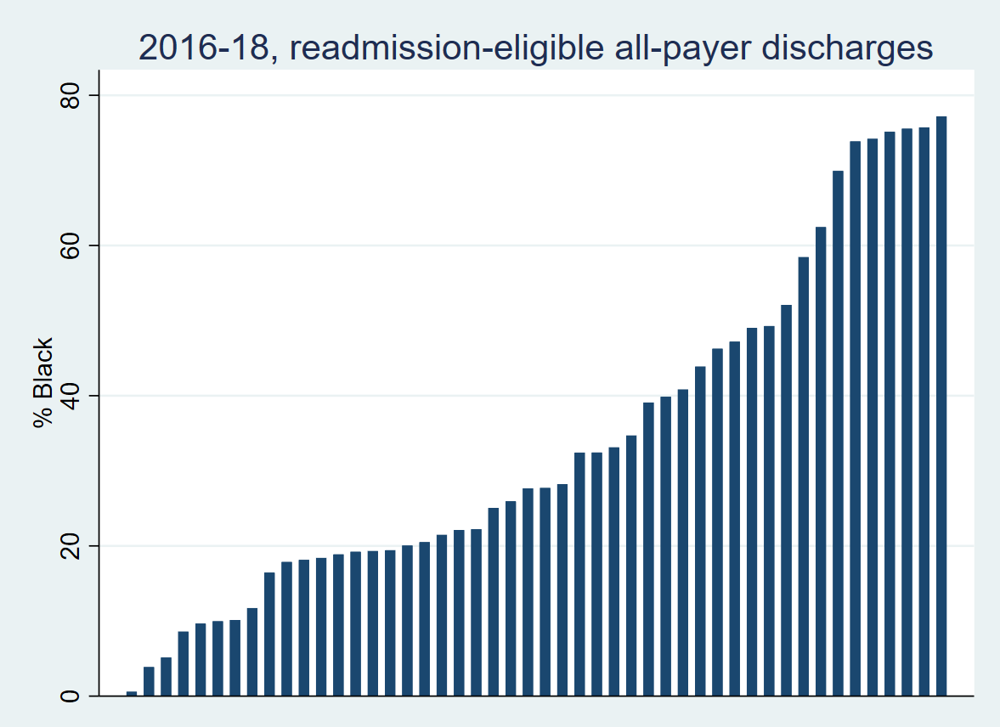 2016-18, readmission-eligible all-payer discharges
% Black
80
60
40
20
0